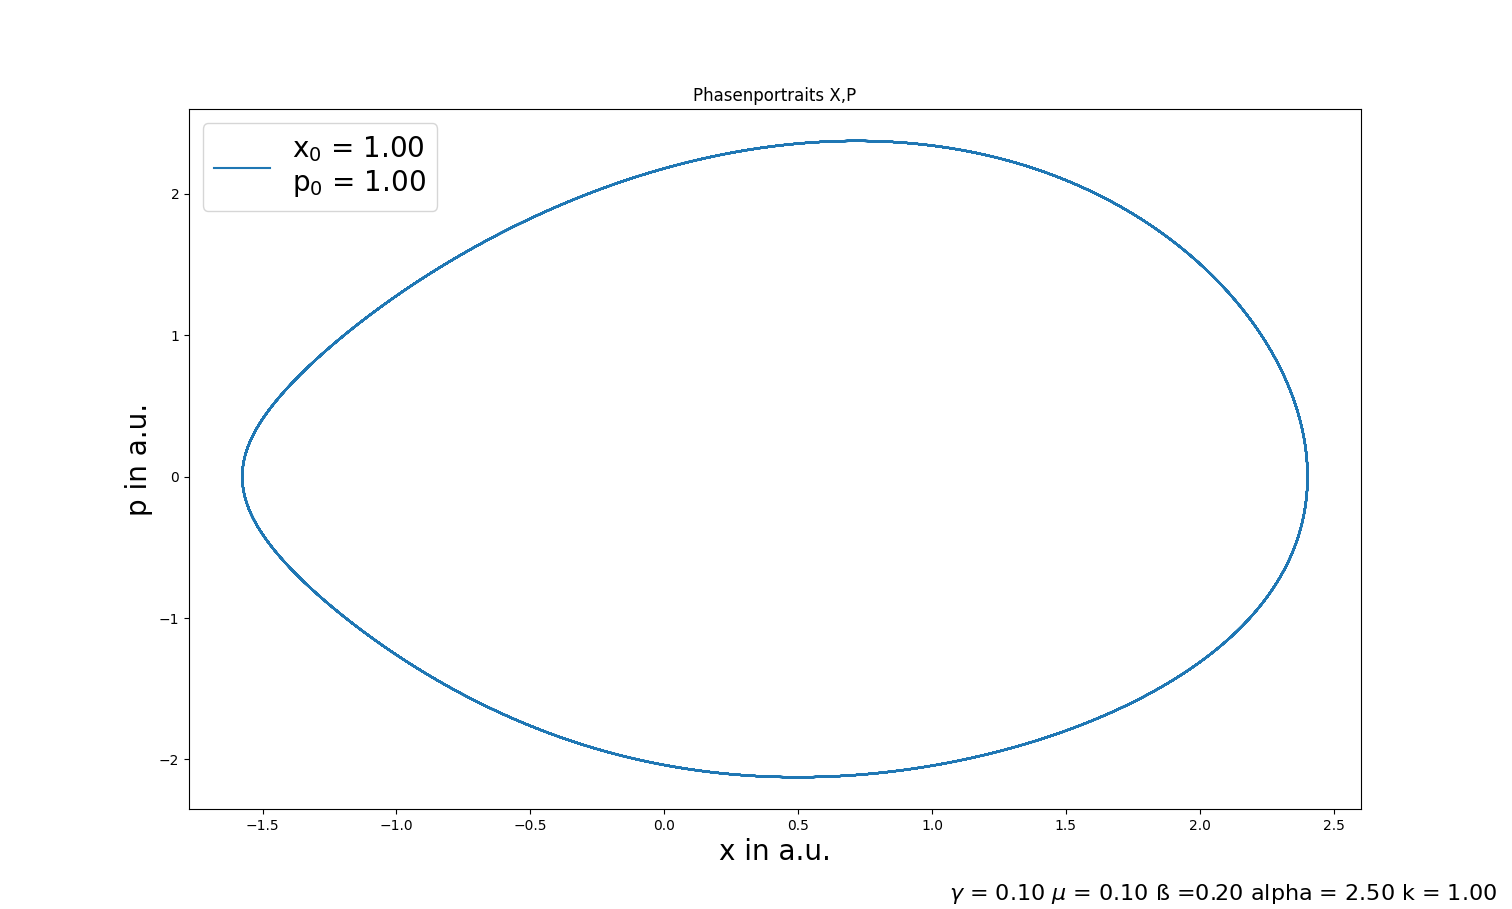 Phasenportraits X,P
x₀ = 1.00
p₀ = 1.00
2
1
0
−1
−2
p in a.u.
−1.5 −1.0 −0.5 0.0 0.5 1.0 1.5 2.0 2.5
x in a.u.
γ = 0.10 μ = 0.10 ß =0.20 alpha = 2.50 k = 1.00